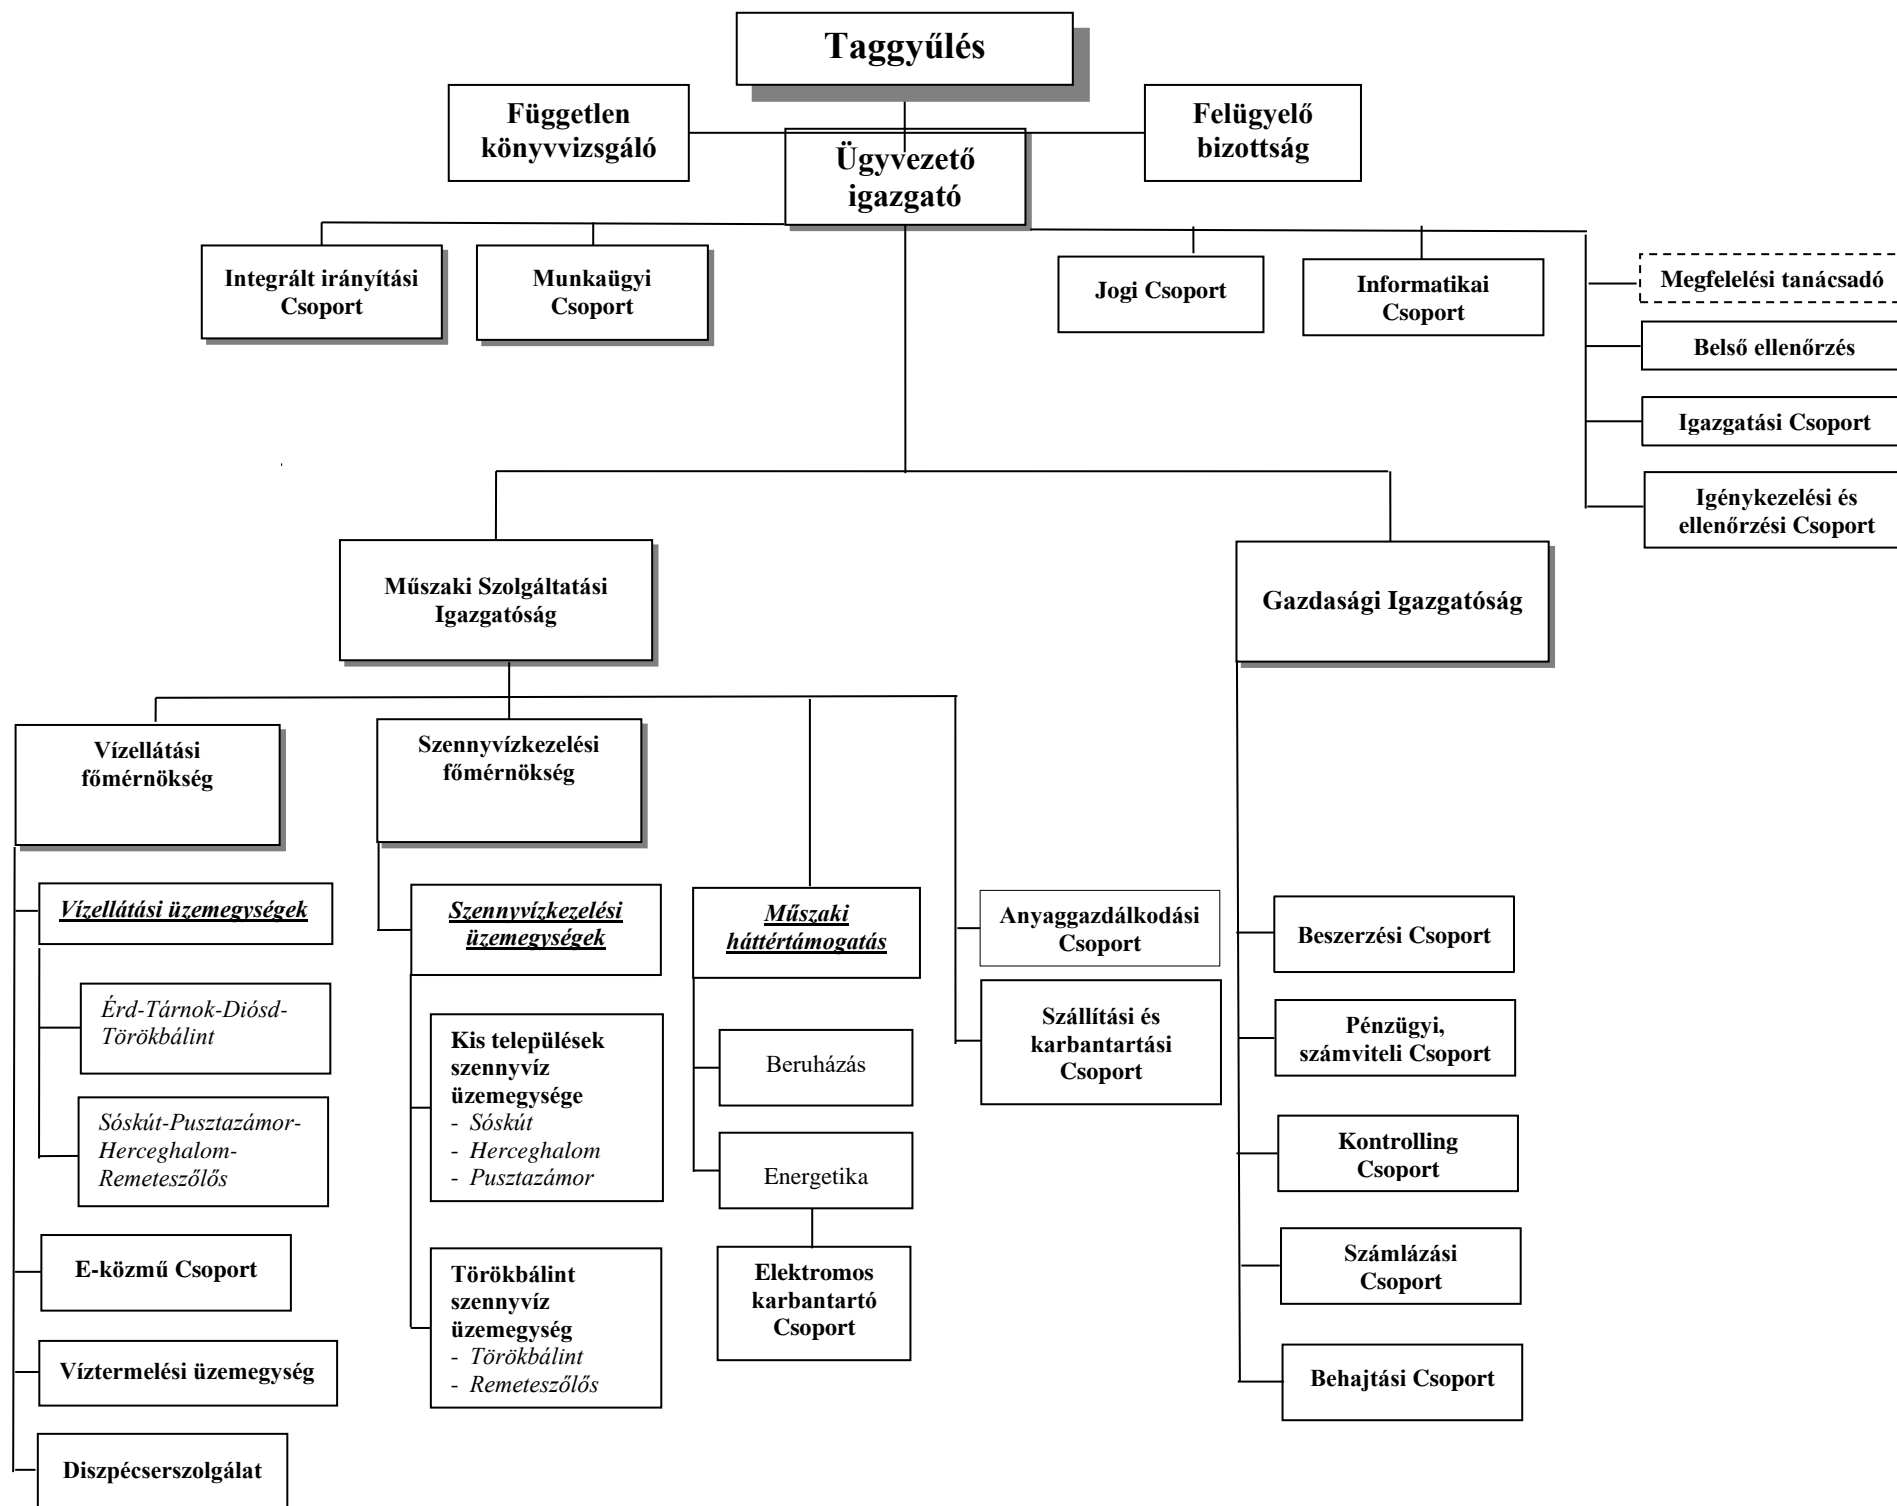 Taggyűlés
Független
könyvvizsgáló
Felügyelő
bizottság
Ügyvezető
igazgató
Integrált irányítási
Csoport
Munkaügyi
Csoport
Jogi Csoport
Informatikai
Csoport
Megfelelési tanácsadó
Belső ellenőrzés
Igazgatási Csoport
Igénykezelési és
ellenőrzési Csoport
Műszaki Szolgáltatási
Igazgatóság
Gazdasági Igazgatóság
Vízellátási
főmérnökség
Szennyvízkezelési
főmérnökség
Vízellátási üzemegységek
Érd-Tárnok-Diósd-
Törökbálint
Sóskút-Pusztazámor-
Herceghalom-
Remeteszőlős
E-közmű Csoport
Víztermelési üzemegység
Diszpécserszolgálat
Szennyvízkezelési
üzemegységek
Kis települések
szennyvíz
üzemegysége
- Sóskút
- Herceghalom
- Pusztazámor
Törökbálint
szennyvíz
üzemegység
- Törökbálint
- Remeteszőlős
Műszaki
háttértámogatás
Beruházás
Energetika
Elektromos
karbantartó
Csoport
Anyaggazdálkodási
Csoport
Szállítási és
karbantartási
Csoport
Beszerzési Csoport
Pénzügyi,
számviteli Csoport
Kontrolling
Csoport
Számlázási
Csoport
Behajtási Csoport